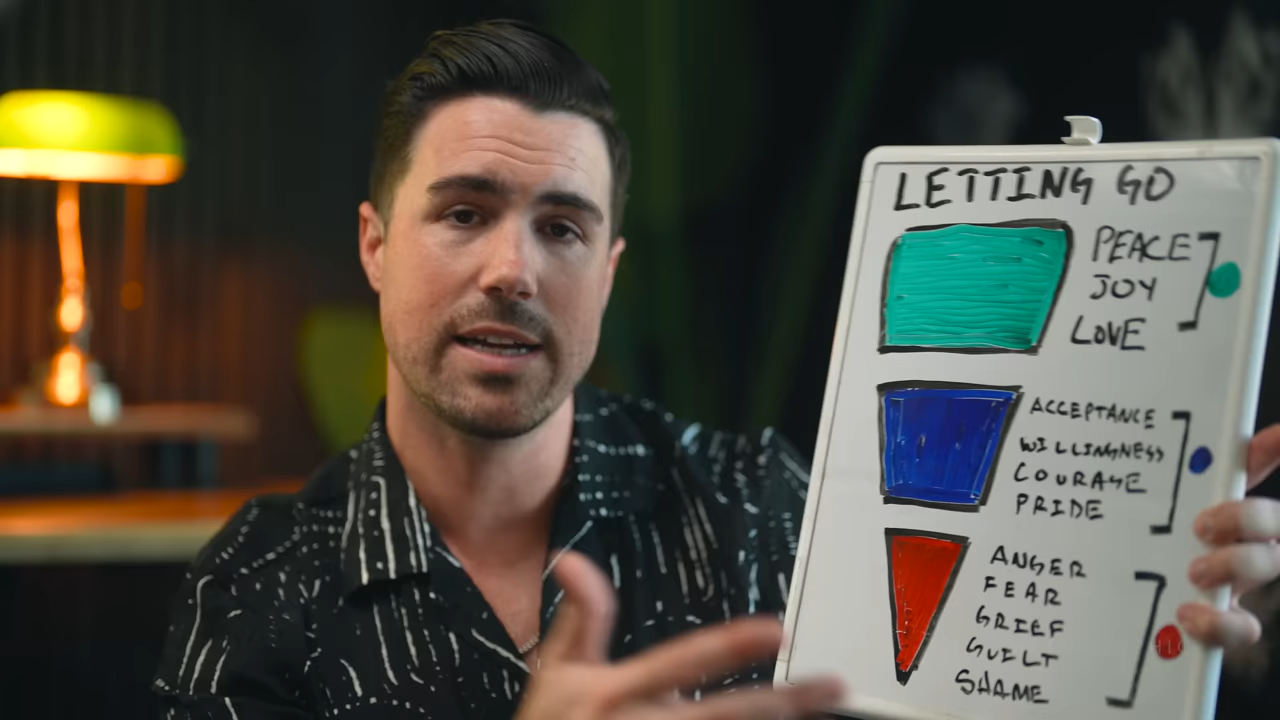 LETTING GO
PEACE
JOY
LOVE
ACCEPTANCE
WILLINGNESS
COURAGE
PRIDE
ANGER
FEAR
GRIEF
GUILT
SHAME